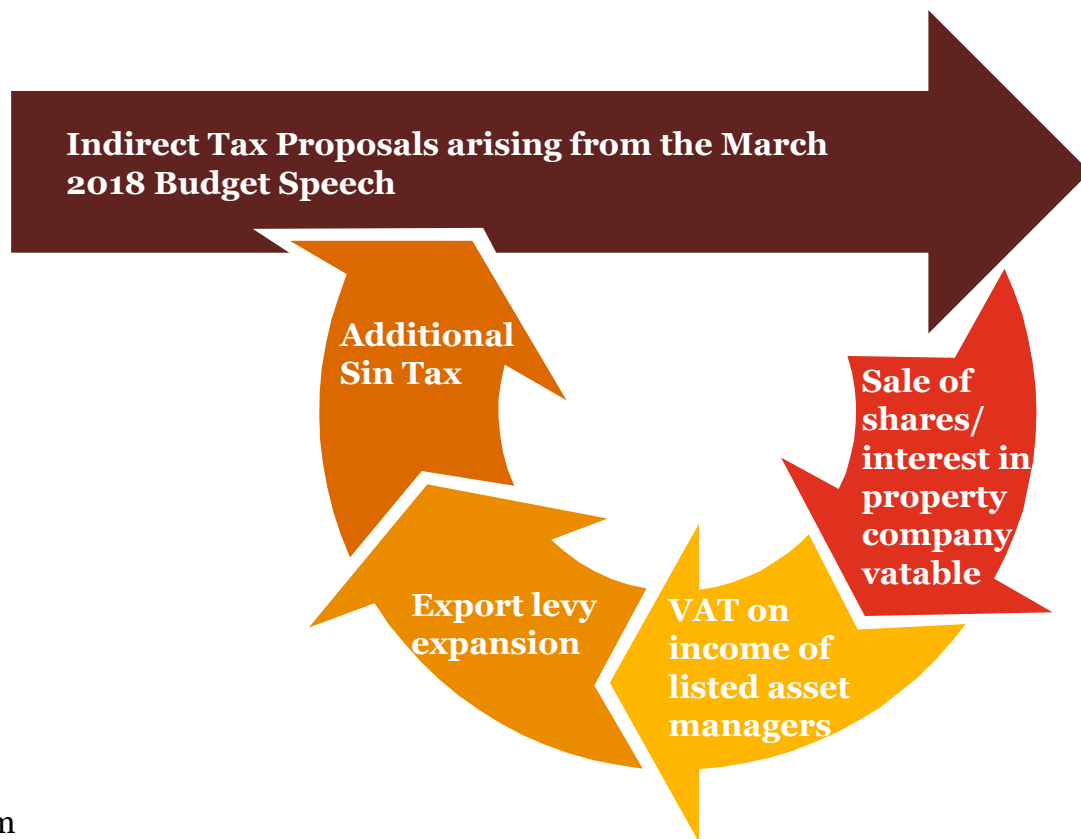 Indirect Tax Proposals arising from the March
2018 Budget Speech
Additional
Sin Tax
Sale of
shares/
interest in
property
company
vatable
Export levy
expansion
VAT on
income of
listed asset
managers